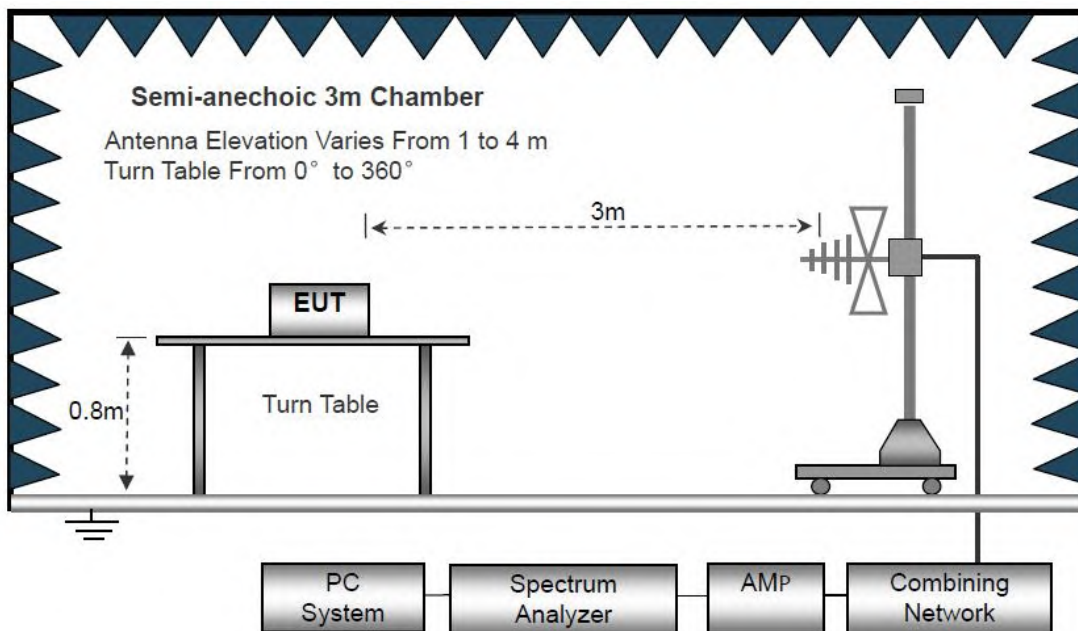 Semi-anechoic 3m Chamber
Antenna Elevation Varies From 1 to 4 m
Turn Table From 0° to 360°
3m
EUT
0.8m
Turn Table
PC
System
Spectrum
Analyzer
AMP
Combining
Network